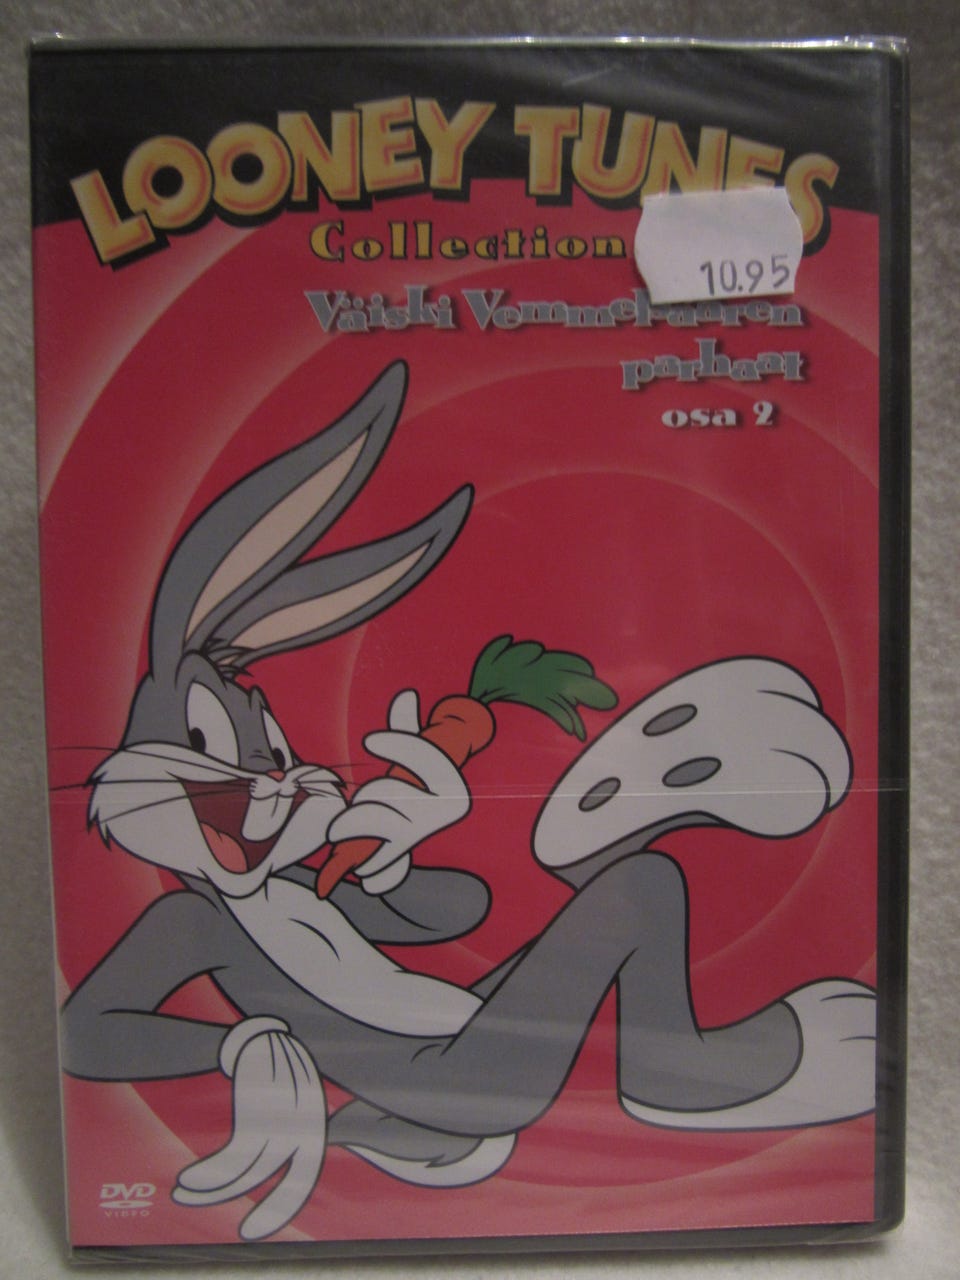 LOONEY TUNES
Collection
10.95
Väiski Vemmelsäären
parhaat
osa 2
DVD
VIDEO